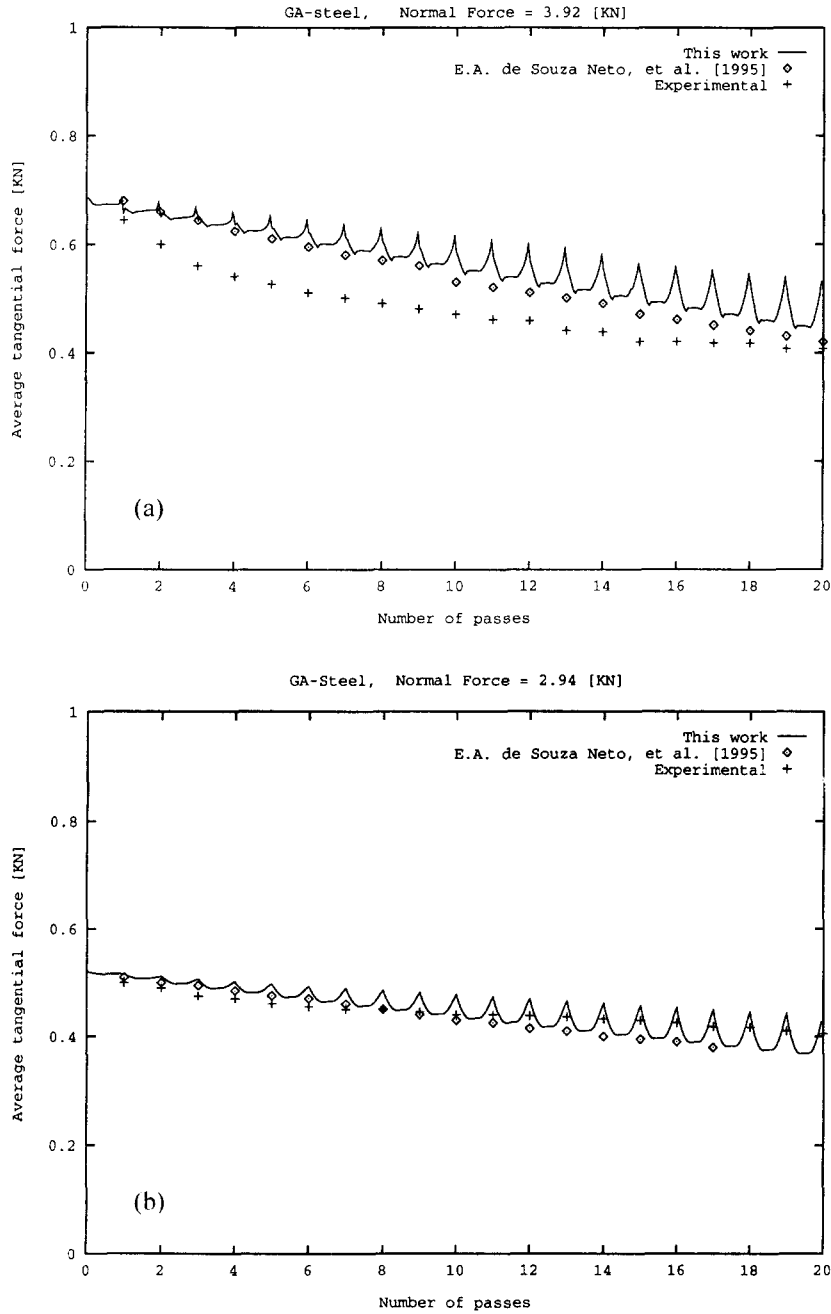 GA-steel, Normal Force = 3.92 [KN]
1
0.8
0.6
0.4
0.2
0
Average tangential force [KN]
This work
E.A. de Souza Neto, et al. [1995]
Experimental
(a)
0 2 4 6 8 10 12 14 16 18 20
Number of passes
GA-Steel, Normal Force = 2.94 [KN]
1
0.8
0.6
0.4
0.2
0
Average tangential force [KN]
This work
E.A. de Souza Neto, et al. [1995]
Experimental
(b)
0 2 4 6 8 10 12 14 16 18 20
Number of passes